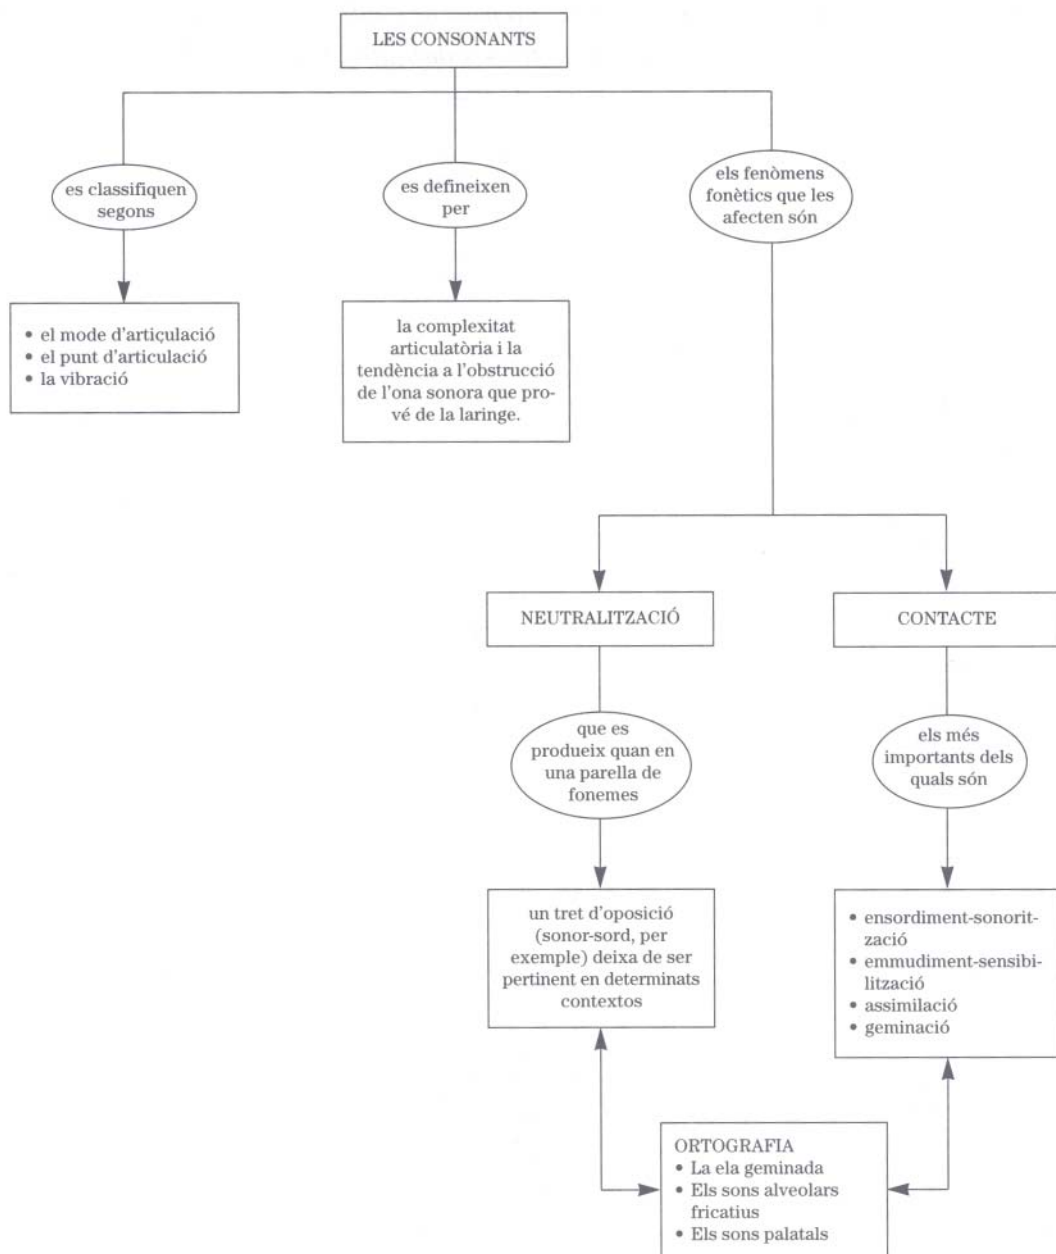 LES CONSONANTS
es classifiquen
segons
es defineixen
per
els fenòmens
fonètics que les
afecten són
• el mode d'articulació
• el punt d'articulació
• la vibració
la complexitat
articulatòria i la
tendència a l'obstrucció
de l'ona sonora que pro-
vé de la laringe.
NEUTRALITZACIÓ
CONTACTE
que es
produeix quan en
una parella de
fonemes
els més
importants dels
quals són
un tret d'oposició
(sonor-sord, per
exemple) deixa de ser
pertinent en determinats
contextos
• ensordiment-sonorit-
zació
• emmudiment-sensibi-
lització
• assimilació
• geminació
ORTOGRAFIA
• La ela geminada
• Els sons alveolars
fricatius
• Els sons palatals